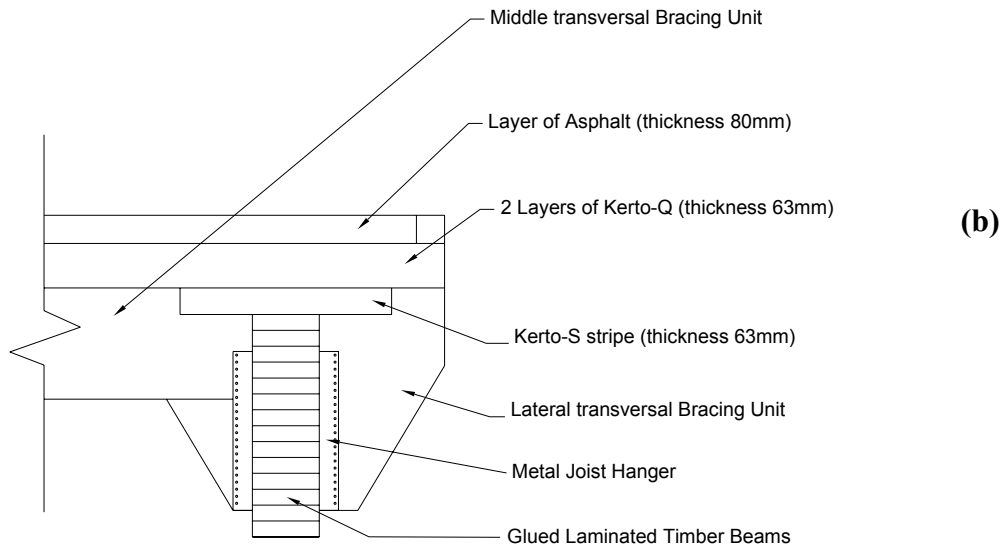 Middle transversal Bracing Unit
Layer of Asphalt (thickness 80mm)
2 Layers of Kerto-Q (thickness 63mm)
(b)
Kerto-S stripe (thickness 63mm)
Lateral transversal Bracing Unit
Metal Joist Hanger
Glued Laminated Timber Beams